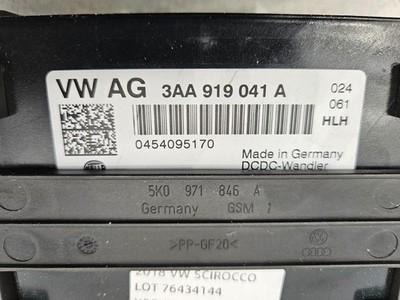 VW AG 3AA 919 041 A
024
061
HLH
0454095170
Made in Germany
DCDC-Wandler
5K0 971 846 A
Germany GSM 1
>PP-GF20<
2018 VW SCIROCCO
LOT 76434144